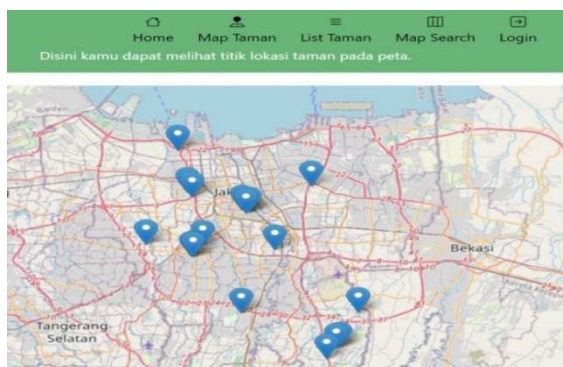 Home Map Taman List Taman Map Search Login
Disini kamu dapat melihat titik lokasi taman pada peta.
Bekasi
Tangerang
Selatan